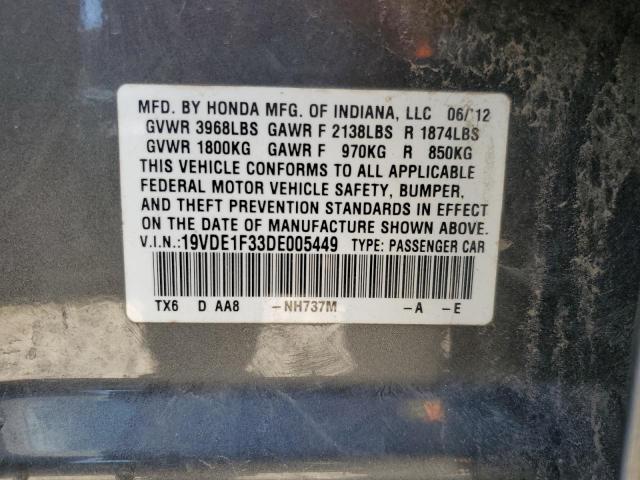 MFD. BY HONDA MFG. OF INDIANA, LLC 06/12
GVWR 3968LBS GAWR F 2138LBS R 1874LBS
GVWR 1800KG GAWR F 970KG R 850KG
THIS VEHICLE CONFORMS TO ALL APPLICABLE
FEDERAL MOTOR VEHICLE SAFETY, BUMPER,
AND THEFT PREVENTION STANDARDS IN EFFECT
ON THE DATE OF MANUFACTURE SHOWN ABOVE.
V.I.N.:19VDE1F33DE005449 TYPE: PASSENGER CAR
TX6 D AA8 -NH737M -A -E